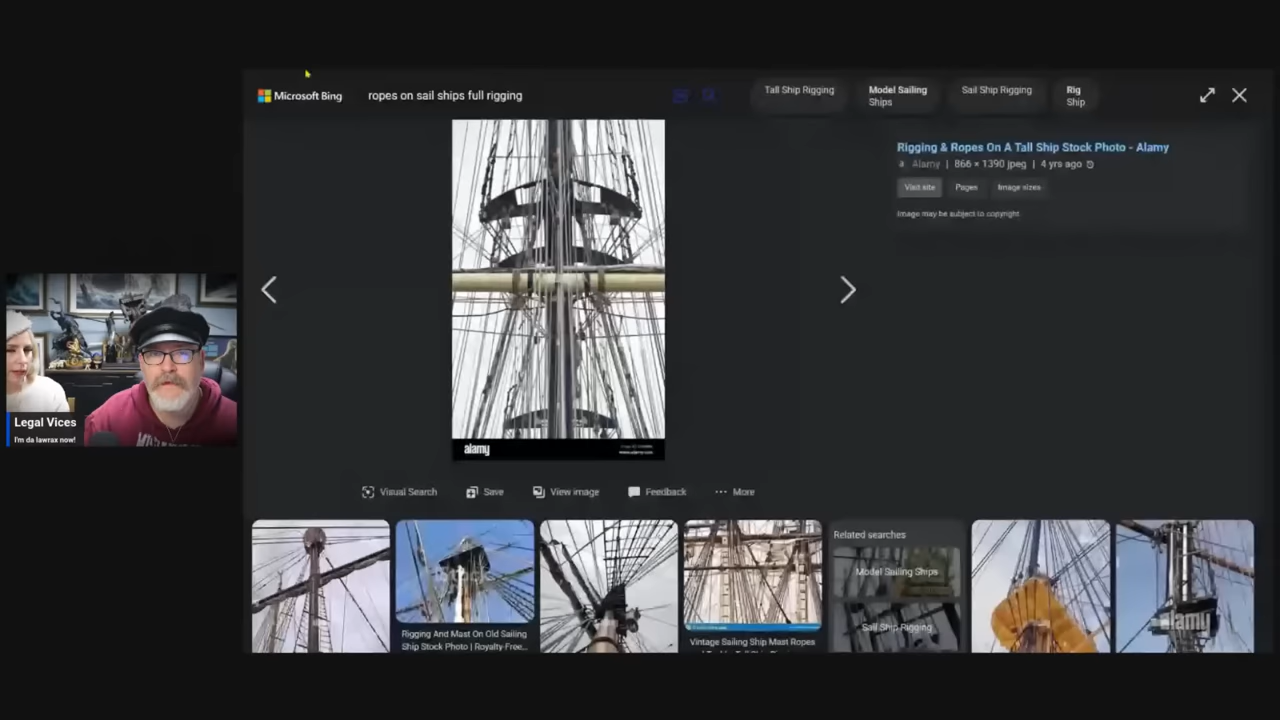 Microsoft Bing
ropes on sail ships full rigging
Tall Ship Rigging
Model Sailing
Ships
Sail Ship Rigging
Rig
Ship
Rigging & Ropes On A Tall Ship Stock Photo - Alamy
a Alamy | 866 × 1390 jpeg | 4 yrs ago
Visit site
Pages
Image sizes
Image may be subject to copyright.
Legal Vices
I'm da lawrax now!
alamy
www.alamy.com
Visual Search
Save
View image
Feedback
More
Related searches
Model Sailing Ships
Sail Ship Rigging
Rigging And Mast On Old Sailing
Ship Stock Photo | Royalty-Free...
Vintage Sailing Ship Mast Ropes
alamy